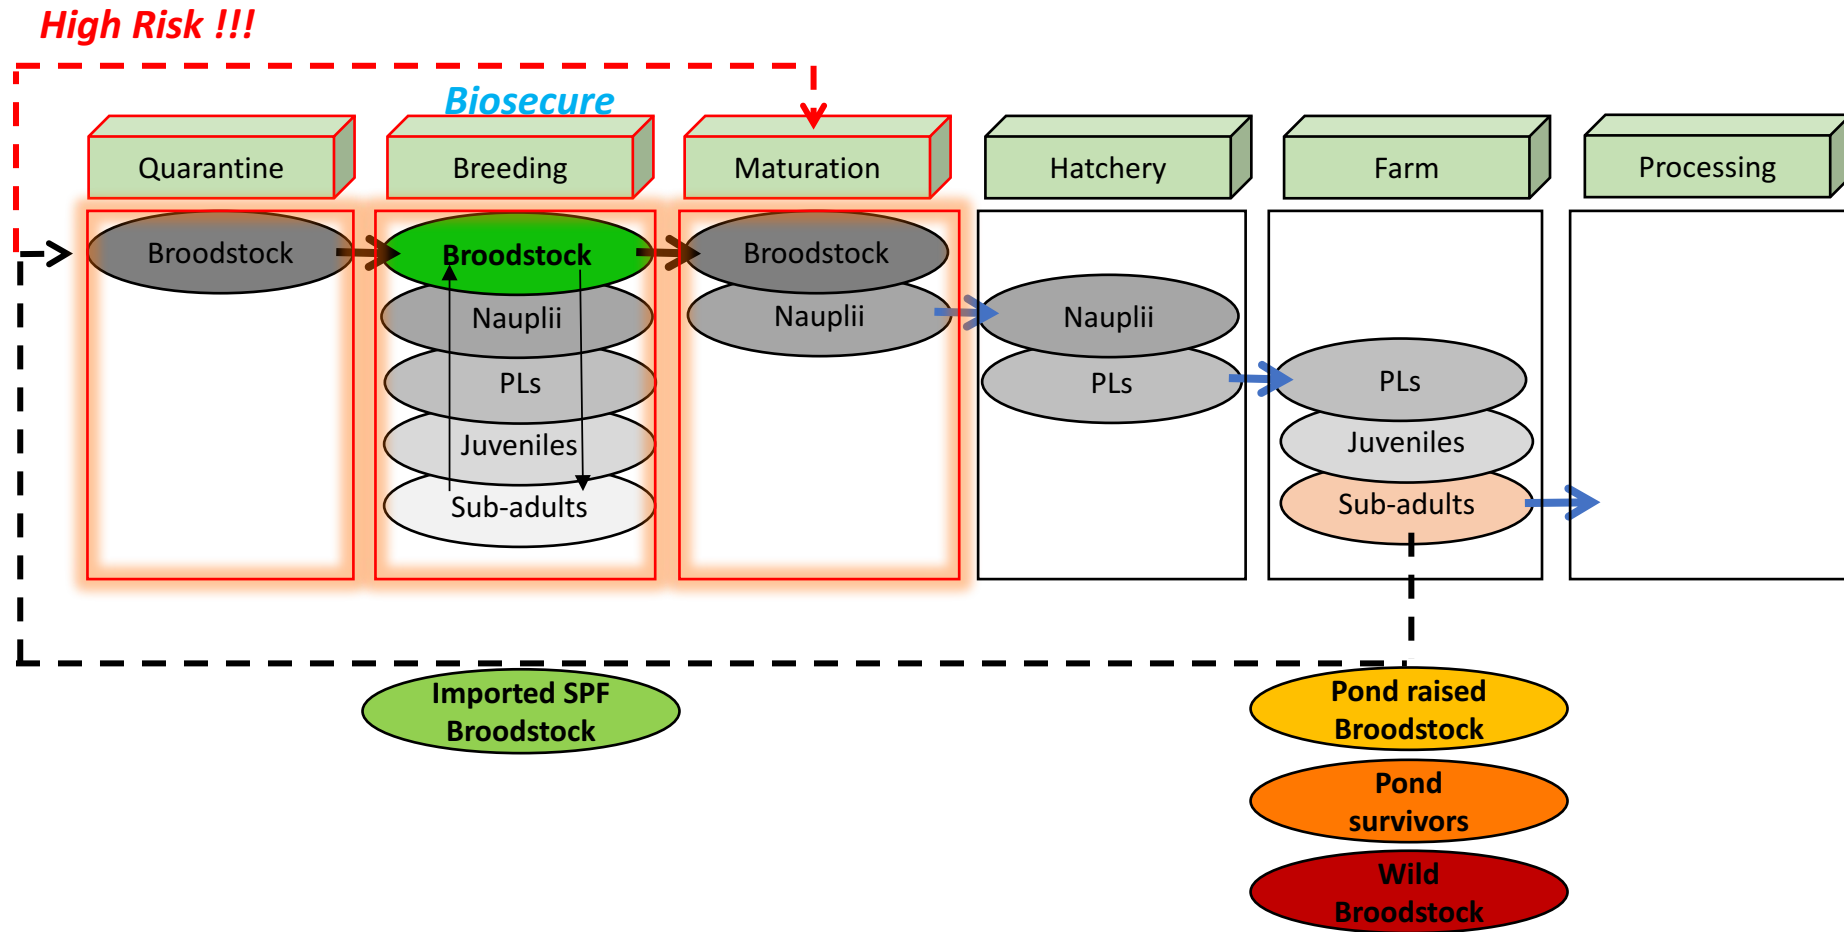 High Risk !!!
Biosecure
Quarantine
Breeding
Maturation
Hatchery
Farm
Processing
Broodstock
Broodstock
Nauplii
PLs
Juveniles
Sub-adults
Broodstock
Nauplii
Nauplii
PLs
PLs
Juveniles
Sub-adults
Imported SPF
Broodstock
Pond raised
Broodstock
Pond
survivors
Wild
Broodstock